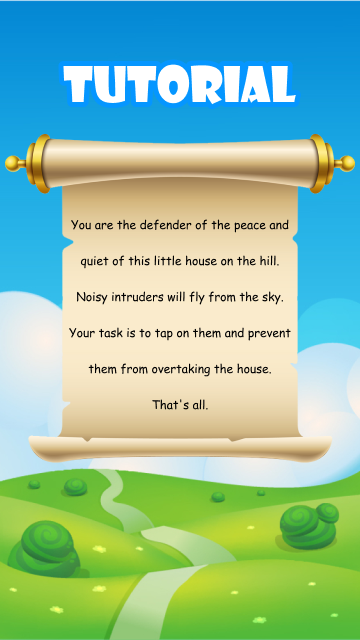 TUTORIAL
You are the defender of the peace and
quiet of this little house on the hill.
Noisy intruders will fly from the sky.
Your task is to tap on them and prevent
them from overtaking the house.
That's all.